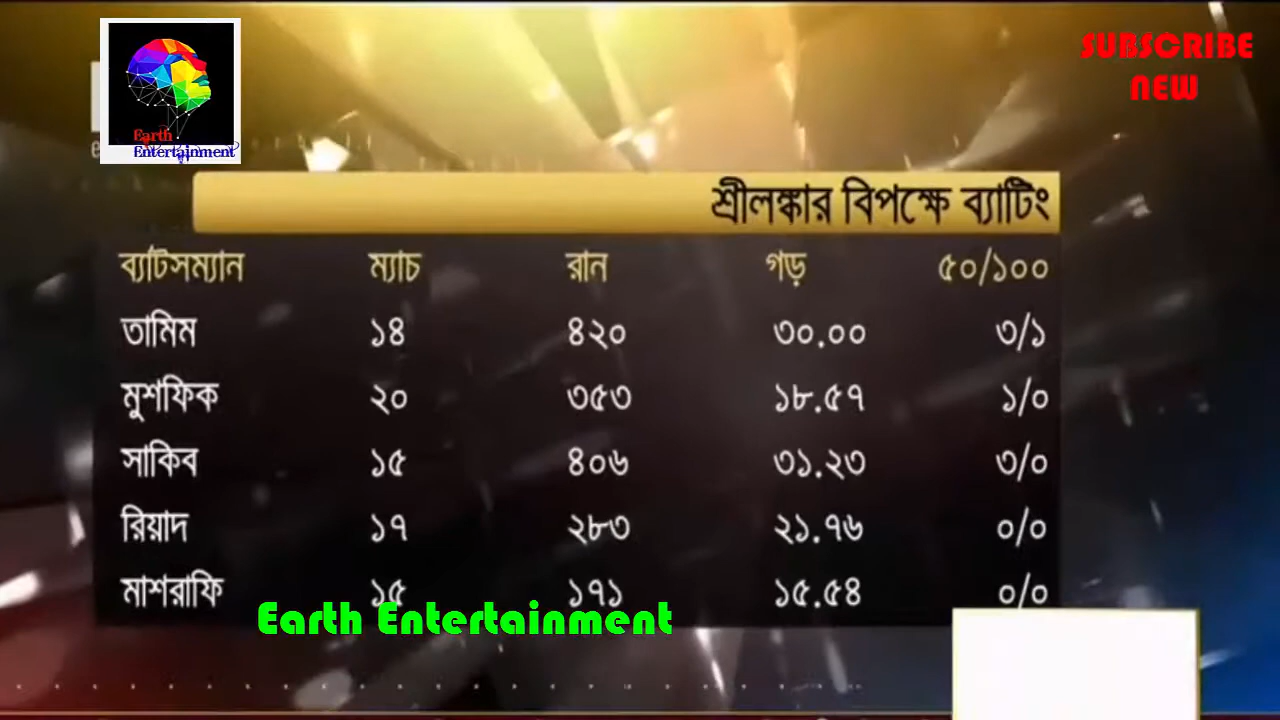 SUBSCRIBE
NEW
Earth
Entertainment
শ্রীলঙ্কার বিপক্ষে ব্যাটিং
ব্যাটসম্যান ম্যাচ রান গড় ৫০/১০০
তামিম ১৪ ৪২০ ৩০.০০ ৩/১
মুশফিক ২০ ৩৫৩ ১৮.৫৭ ১/০
সাকিব ১৫ ৪০৬ ৩১.২৩ ৩/০
রিয়াদ ১৭ ২৮৩ ২১.৭৬ ০/০
মাশরাফি ১৫ ১৭১ ১৫.৫৪ ০/০
Earth Entertainment